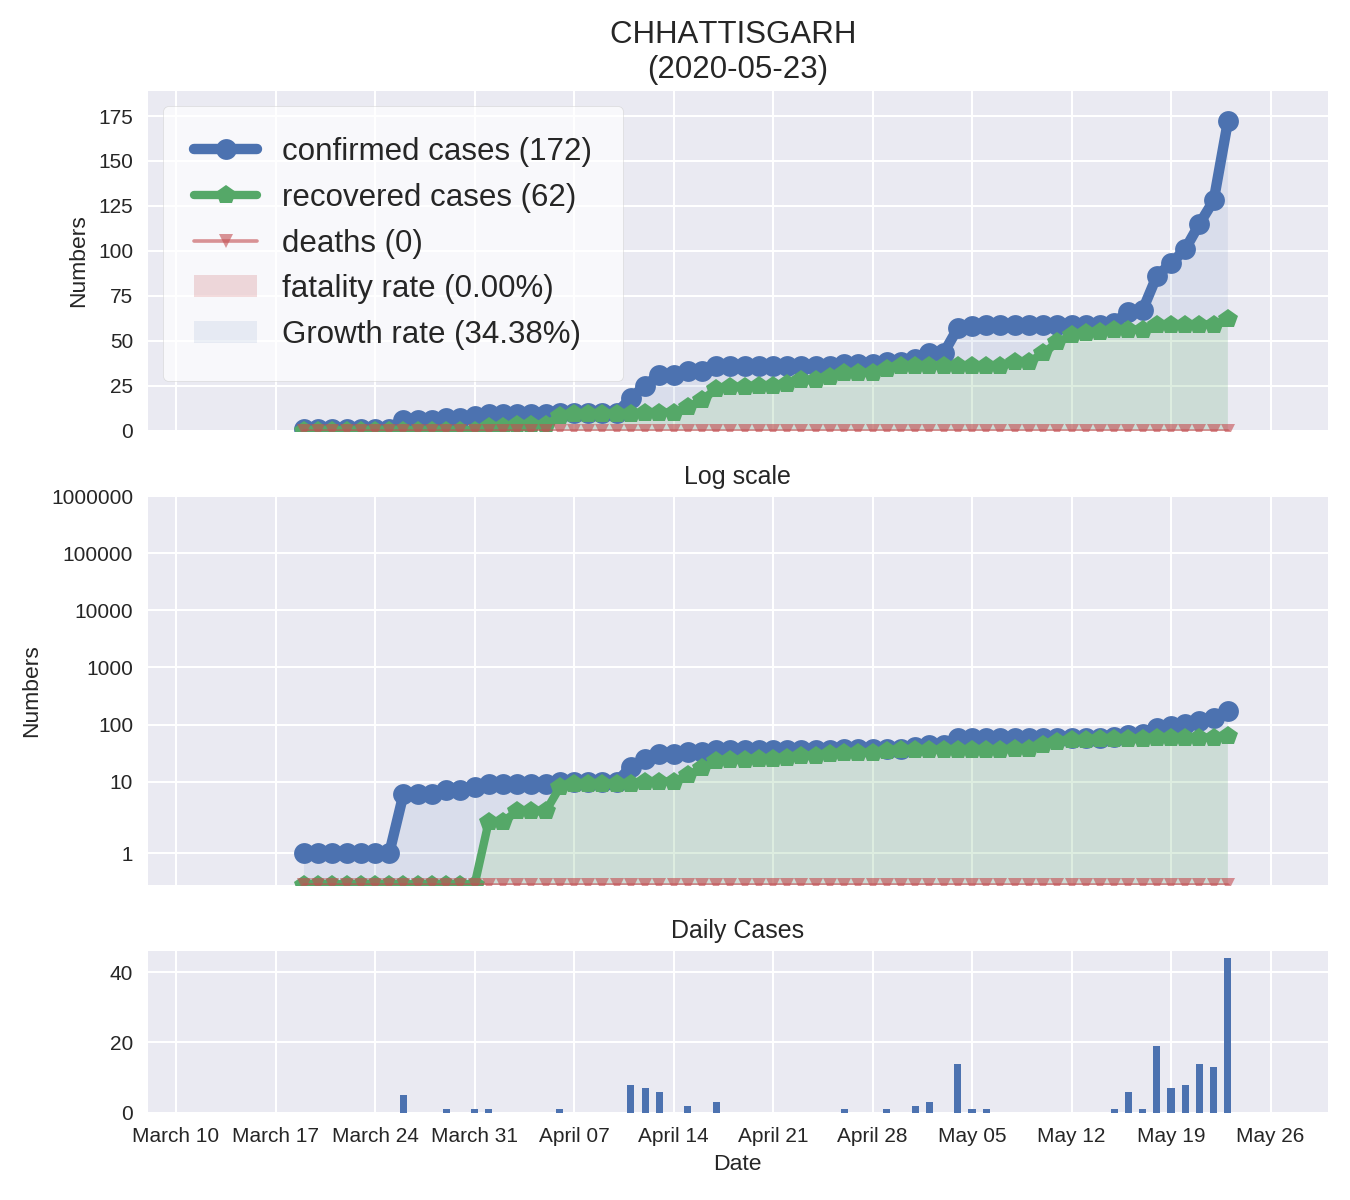 CHHATTISGARH
(2020-05-23)
175
150
125
100
75
50
25
0
Numbers
confirmed cases (172)
recovered cases (62)
deaths (0)
fatality rate (0.00%)
Growth rate (34.38%)
Log scale
1000000
100000
10000
1000
100
10
1
Numbers
Daily Cases
40
20
0
March 10 March 17 March 24 March 31 April 07 April 14 April 21 April 28 May 05 May 12 May 19 May 26
Date